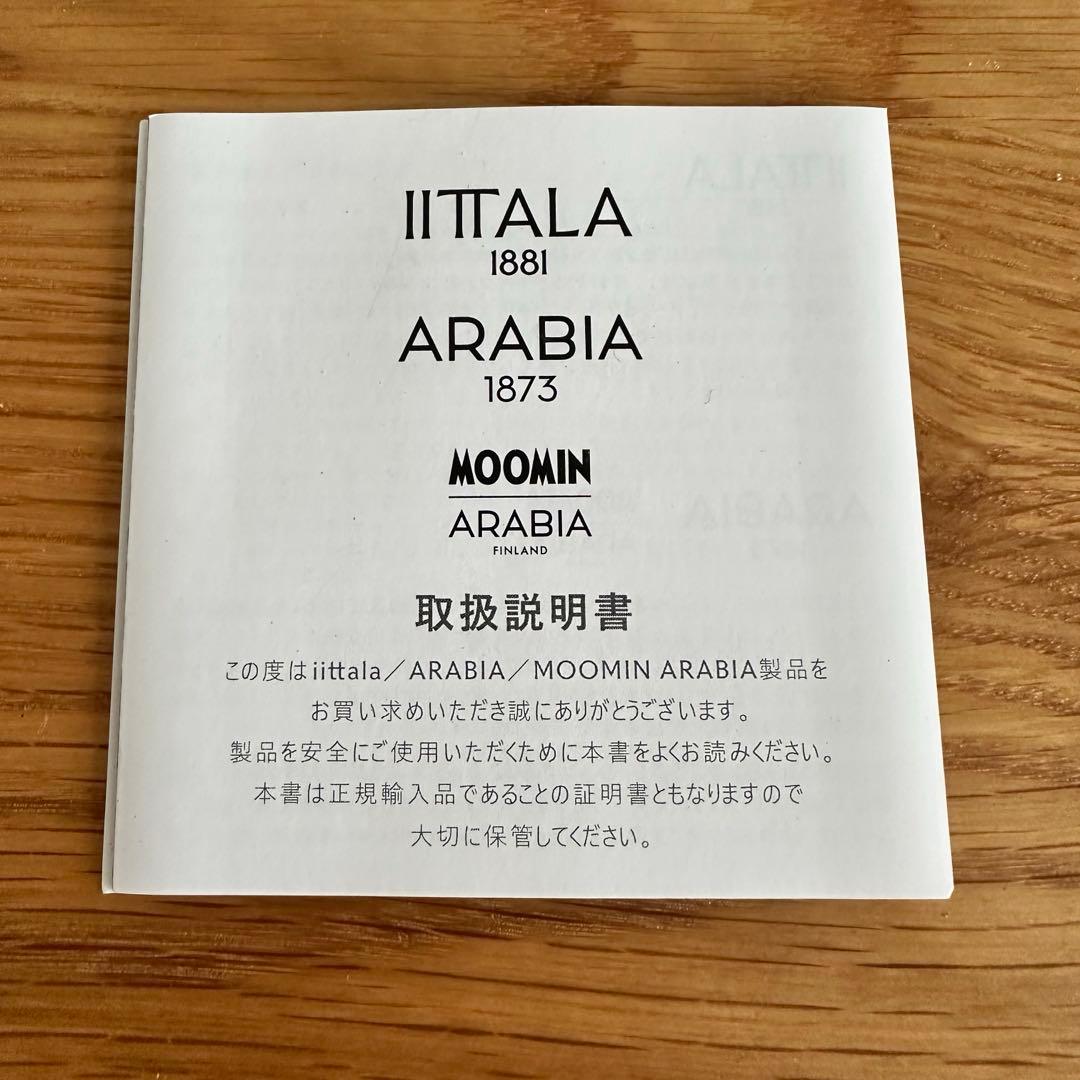 IITTALA
1881
ARABIA
1873
MOOMIN
ARABIA
FINLAND
取扱説明書
この度はiittala／ARABIA／MOOMIN ARABIA製品を
お買い求めいただき誠にありがとうございます。
製品を安全にご使用いただくために本書をよくお読みください。
本書は正規輸入品であることの証明書ともなりますので
大切に保管してください。